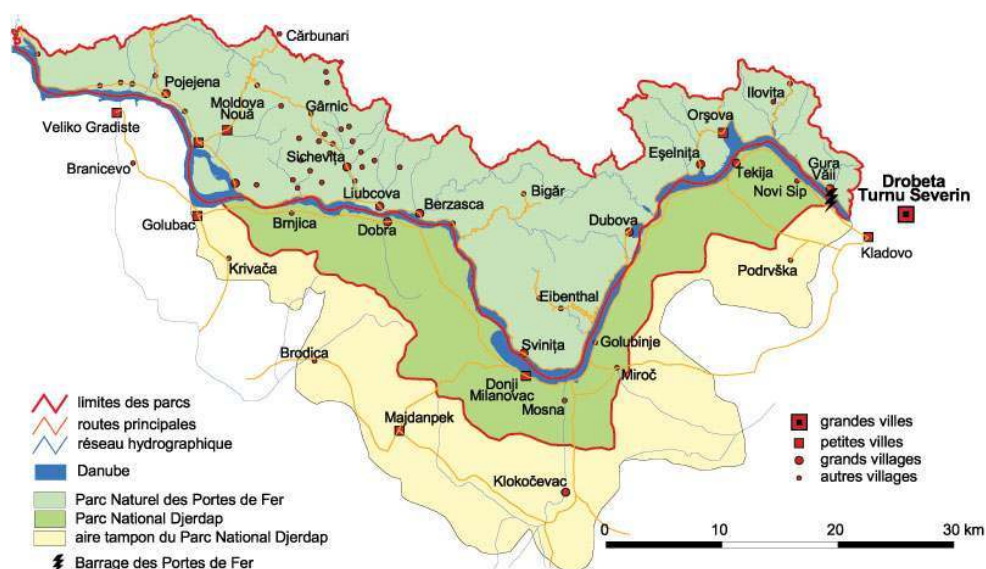 Cărbunari
Pojejena
Moldova
Nouă
Gârnic
Ilovița
Orșova
Veliko Gradiste
Branicevo
Sichevița
Eșelnița
Gura
Văii
Tekija
Novi Sip
Drobeta
Turnu Severin
Liubcova
Berzasca
Bigăr
Golubac
Brnjica
Dobra
Dubova
Kladovo
Krivača
Podrvška
Eibenthal
Brodica
Svinița
Golubinje
Donji
Milanovac
Miroč
Mosna
Majdanpek
Klokočevac
limites des parcs
routes principales
réseau hydrographique
Danube
Parc Naturel des Portes de Fer
Parc National Djerdap
aire tampon du Parc National Djerdap
Barrage des Portes de Fer
grandes villes
petites villes
grands villages
autres villages
0 10 20 30 km